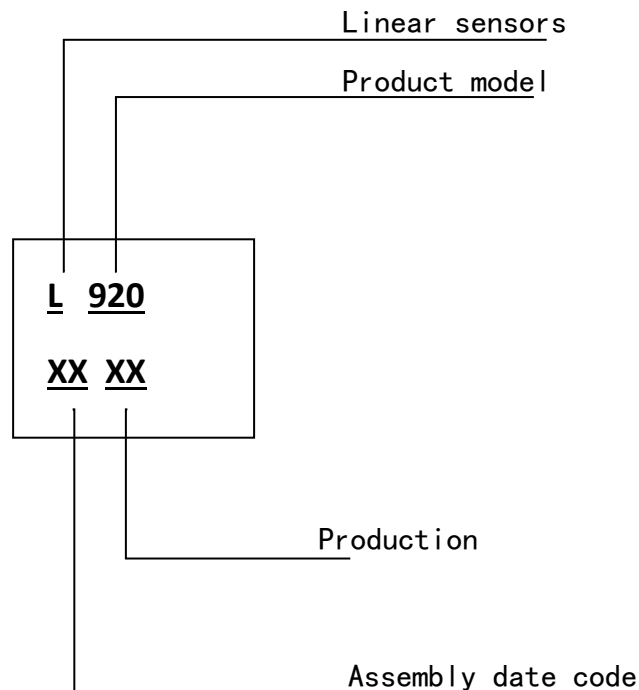 Linear sensors
Product model
L 920
XX XX
Production
Assembly date code